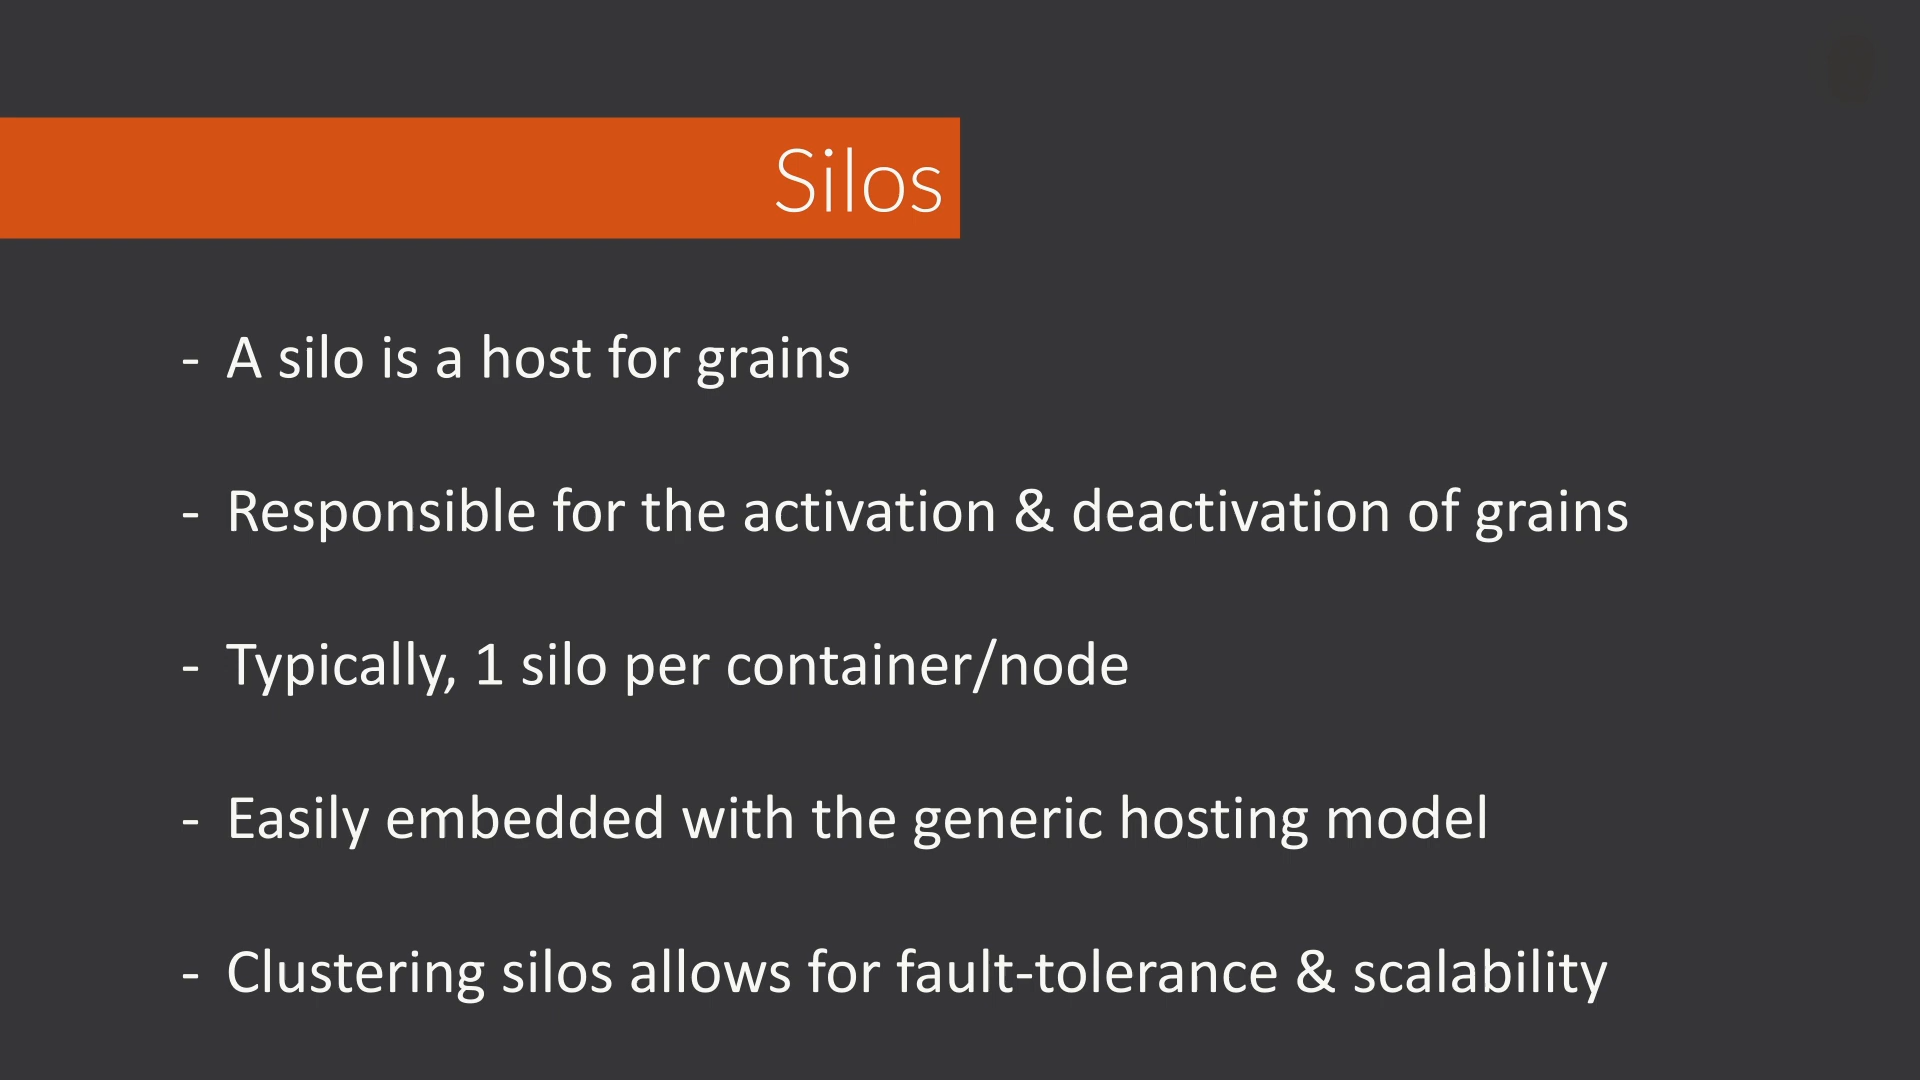 Silos
- A silo is a host for grains
- Responsible for the activation & deactivation of grains
- Typically, 1 silo per container/node
- Easily embedded with the generic hosting model
- Clustering silos allows for fault-tolerance & scalability